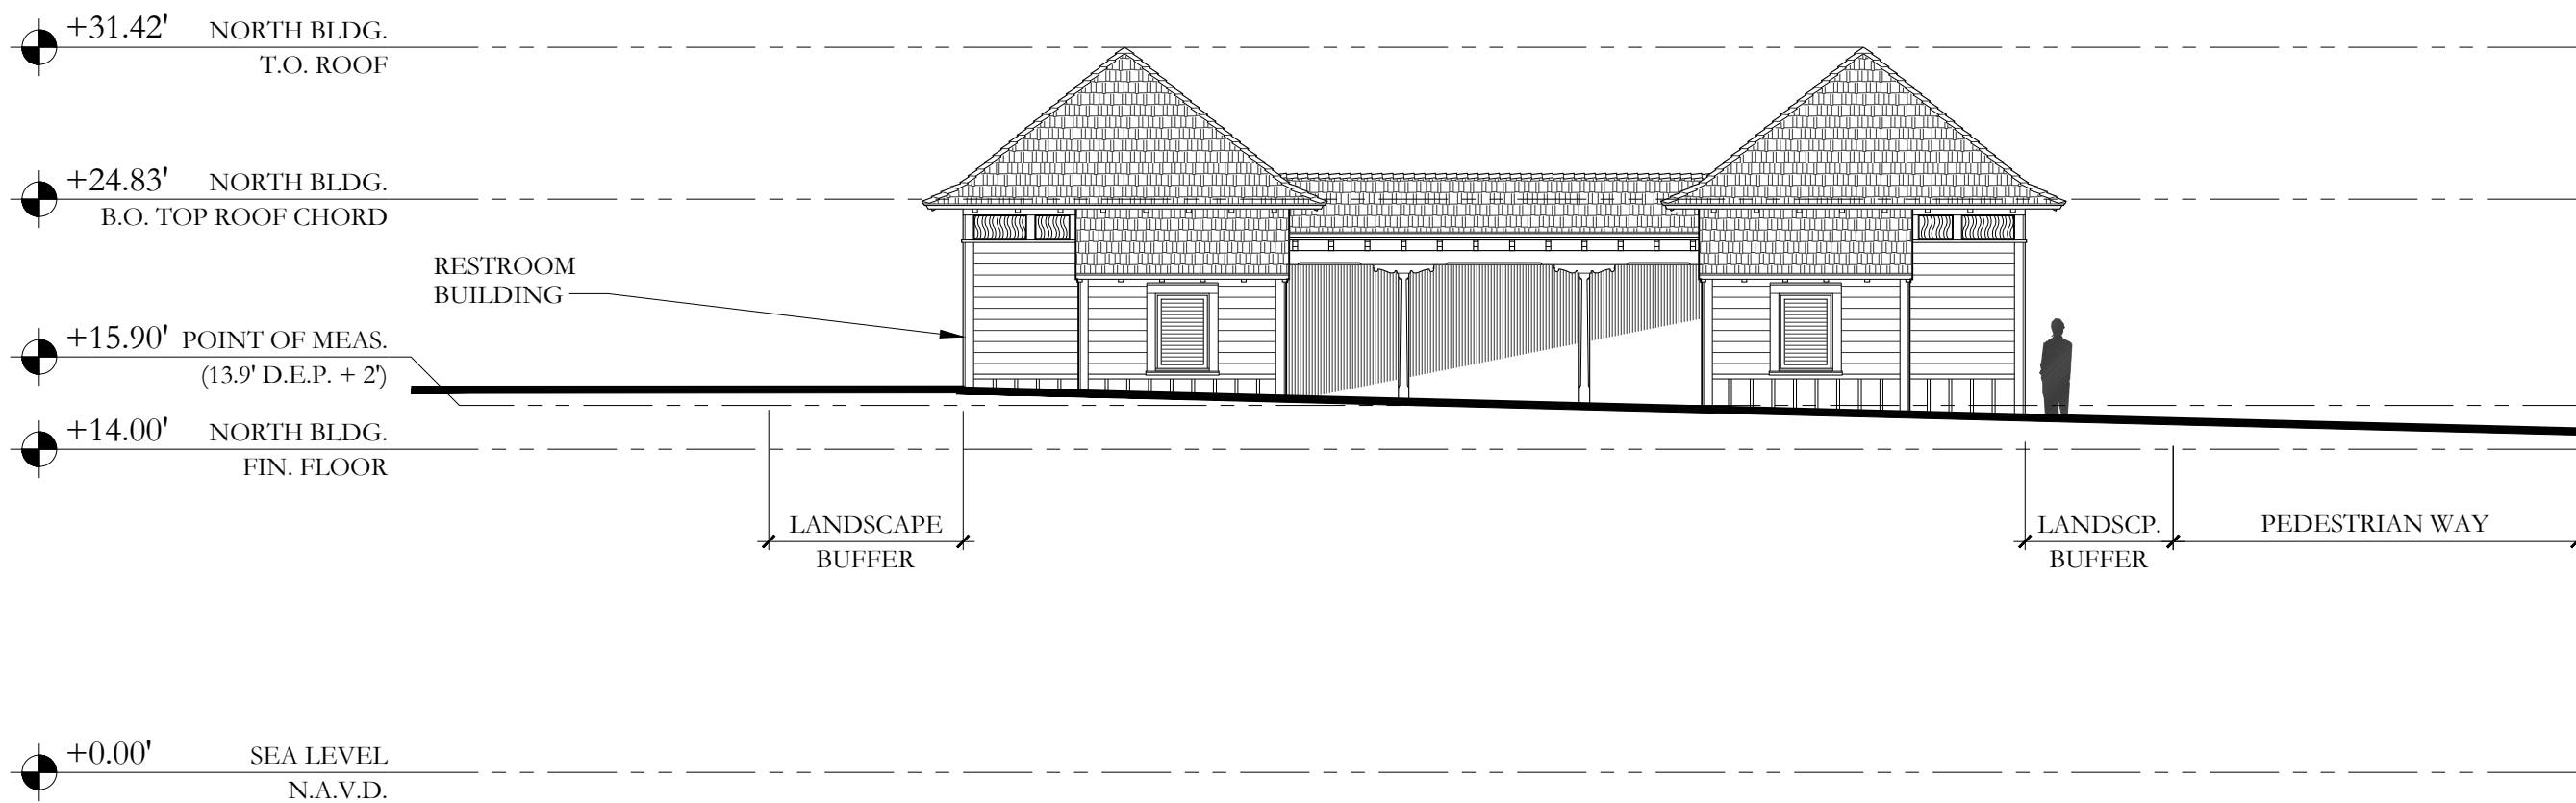 +31.42' NORTH BLDG.
T.O. ROOF
+24.83' NORTH BLDG.
B.O. TOP ROOF CHORD
RESTROOM
BUILDING
+15.90' POINT OF MEAS.
(13.9' D.E.P. + 2')
+14.00' NORTH BLDG.
FIN. FLOOR
LANDSCAPE
BUFFER
LANDSCP.
BUFFER
PEDESTRIAN WAY
+0.00' SEA LEVEL
N.A.V.D.